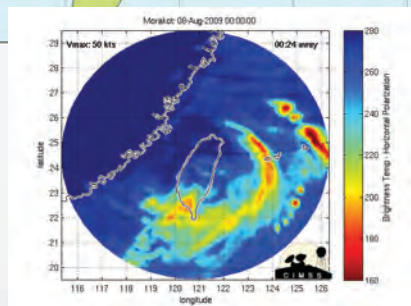 Morakot: 08-Aug-2009 00:00:00
Vmax: 50 kts
00:24 away
29
28
27
26
25
24
23
22
21
20
latitude
116 117 118 119 120 121 122 123 124 125 126
longitude
280
260
240
220
200
180
160
Brightness Temp - Horizontal Polarization
CIMSS